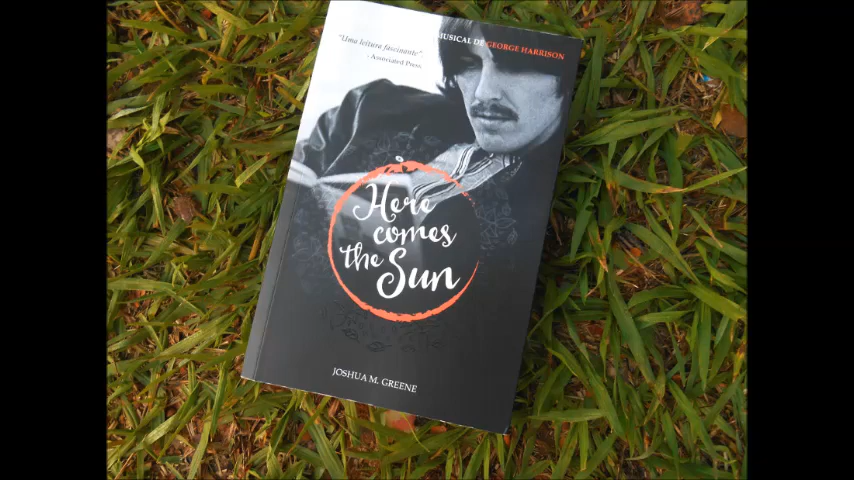 MUSICAL DE GEORGE HARRISON
"Uma leitura fascinante".
- Associated Press
Here
comes
the Sun
JOSHUA M. GREENE